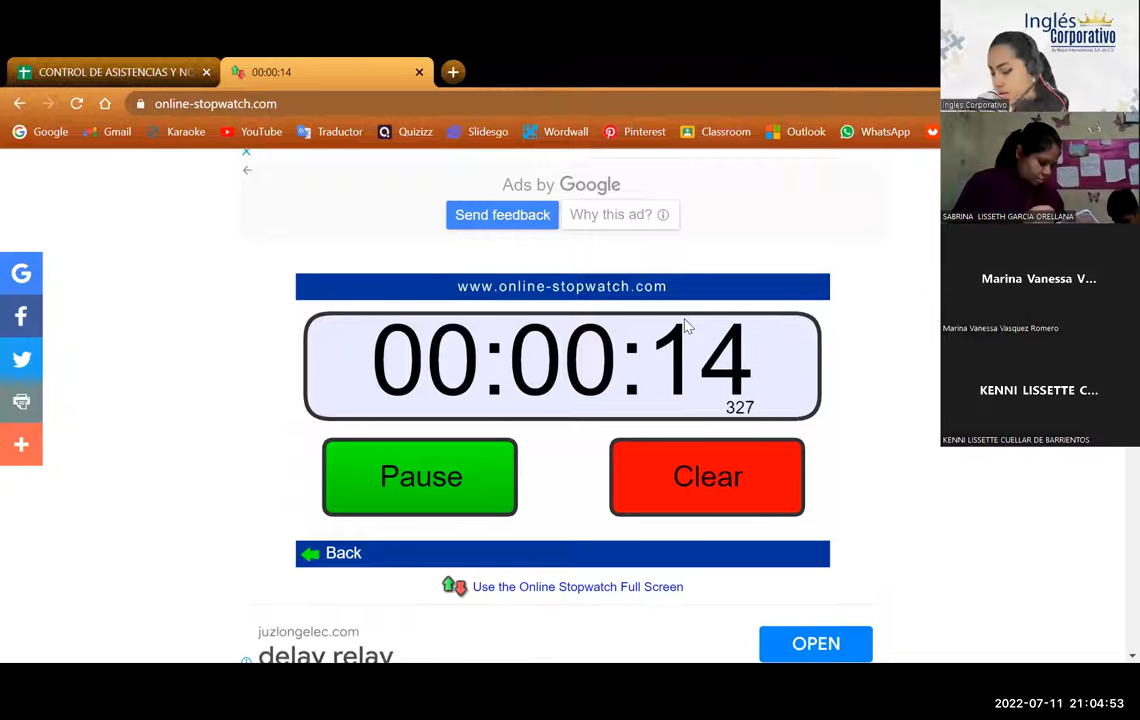 CONTROL DE ASISTENCIAS Y NO
00:00:14
online-stopwatch.com
Google
Gmail
Karaoke
YouTube
Traductor
Quizizz
Slidesgo
Wordwall
Pinterest
Classroom
Outlook
WhatsApp
Ads by Google
Send feedback
Why this ad?
www.online-stopwatch.com
00:00:14
327
Pause
Clear
Back
Use the Online Stopwatch Full Screen
juzlongelec.com
delay relay
OPEN
Inglés
Corporativo
Ingles Corporativo
SABRINA LISSETH GARCIA ORELLANA
Marina Vanessa V...
Marina Vanessa Vasquez Romero
KENNI LISSETTE C...
KENNI LISSETTE CUELLAR DE BARRIENTOS
2022-07-11 21:04:53